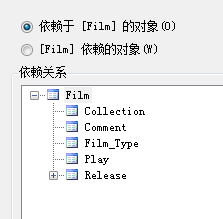 依赖于 [Film] 的对象(O)
[Film] 依赖的对象(W)
依赖关系
Film
Collection
Comment
Film_Type
Play
Release